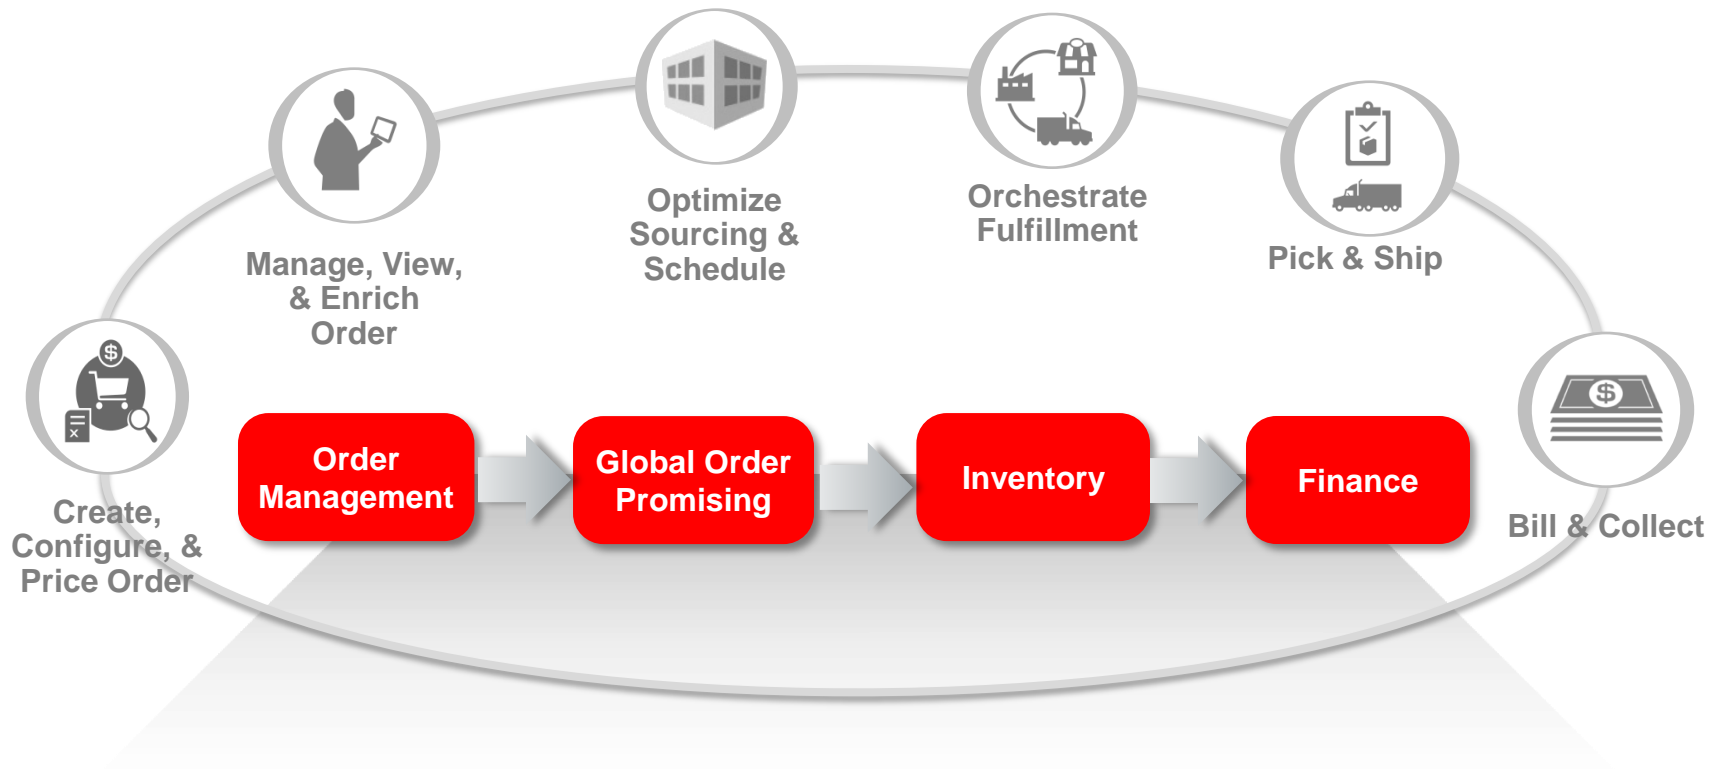 Optimize
Sourcing &
Schedule
Orchestrate
Fulfillment
Pick & Ship
Manage, View,
& Enrich
Order
Create,
Configure, &
Price Order
Order
Management
Global Order
Promising
Inventory
Finance
Bill & Collect
$
x
$